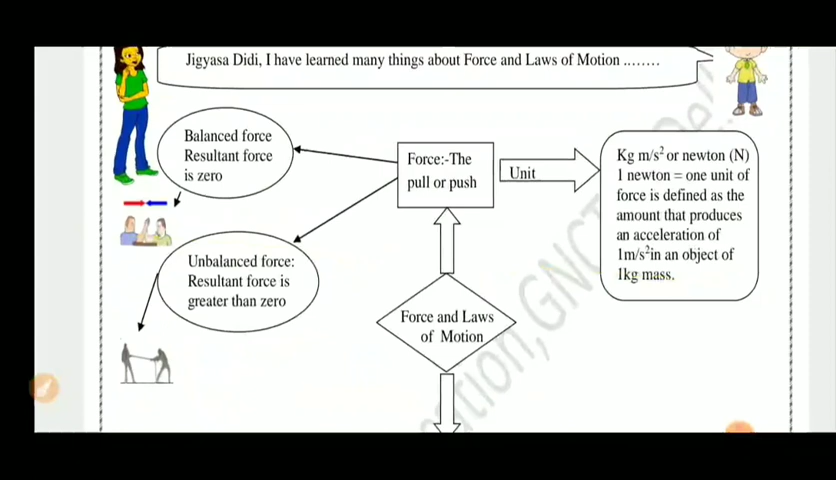 Jigyasa Didi, I have learned many things about Force and Laws of Motion ........
Balanced force
Resultant force
is zero
Force:-The
pull or push
Unit
Kg m/s² or newton (N)
1 newton = one unit of
force is defined as the
amount that produces
an acceleration of
1m/s²in an object of
1kg mass.
Unbalanced force:
Resultant force is
greater than zero
Force and Laws
of Motion